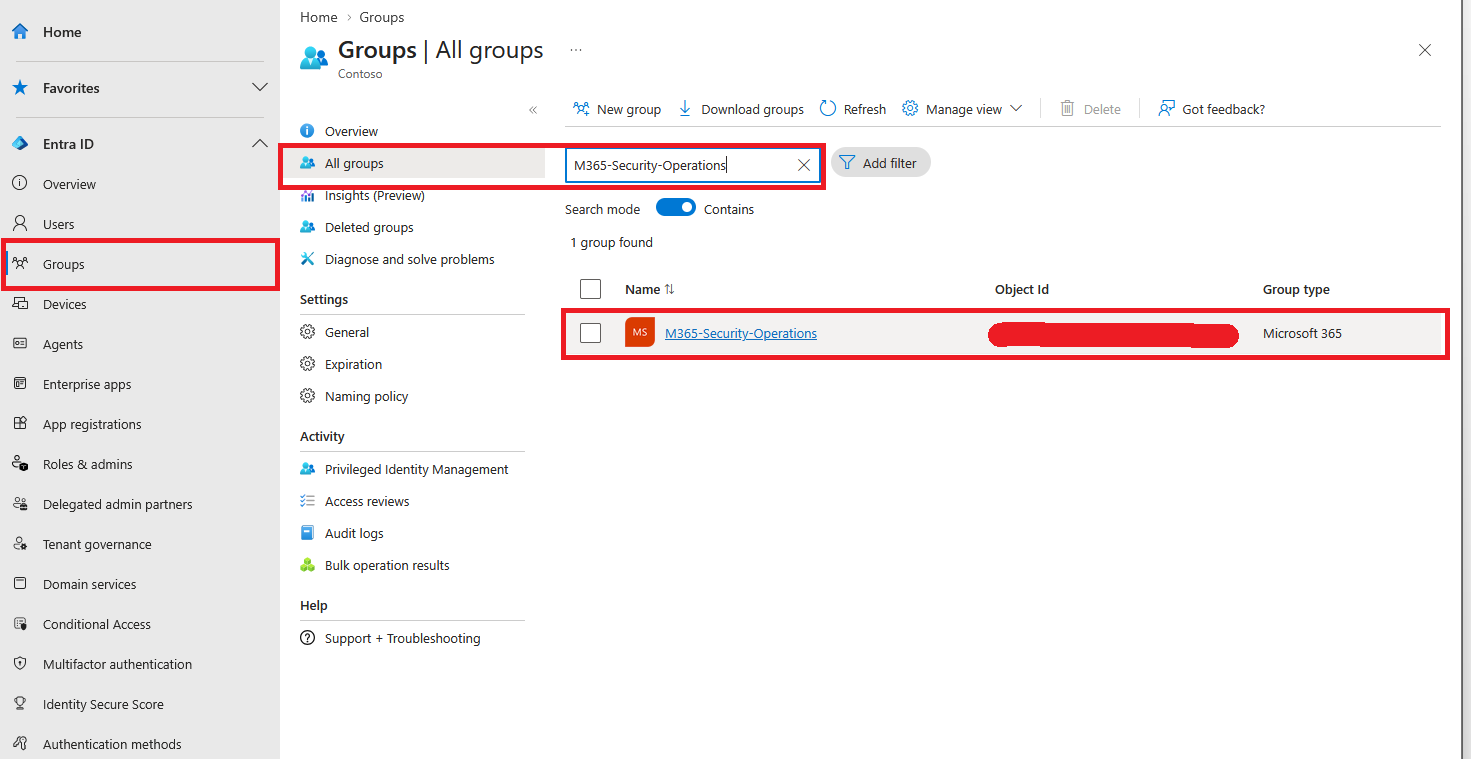 Home
Favorites
Entra ID
Overview
Users
Groups
Devices
Agents
Enterprise apps
App registrations
Roles & admins
Delegated admin partners
Tenant governance
Domain services
Conditional Access
Multifactor authentication
Identity Secure Score
Authentication methods
Home > Groups
Groups | All groups ...
Contoso
«
Overview
All groups
Insights (Preview)
Deleted groups
Diagnose and solve problems
Settings
General
Expiration
Naming policy
Activity
Privileged Identity Management
Access reviews
Audit logs
Bulk operation results
Help
Support + Troubleshooting
New group Download groups Refresh Manage view Delete Got feedback?
M365-Security-Operations Add filter
Search mode Contains
1 group found
Name Object Id Group type
MS M365-Security-Operations Microsoft 365